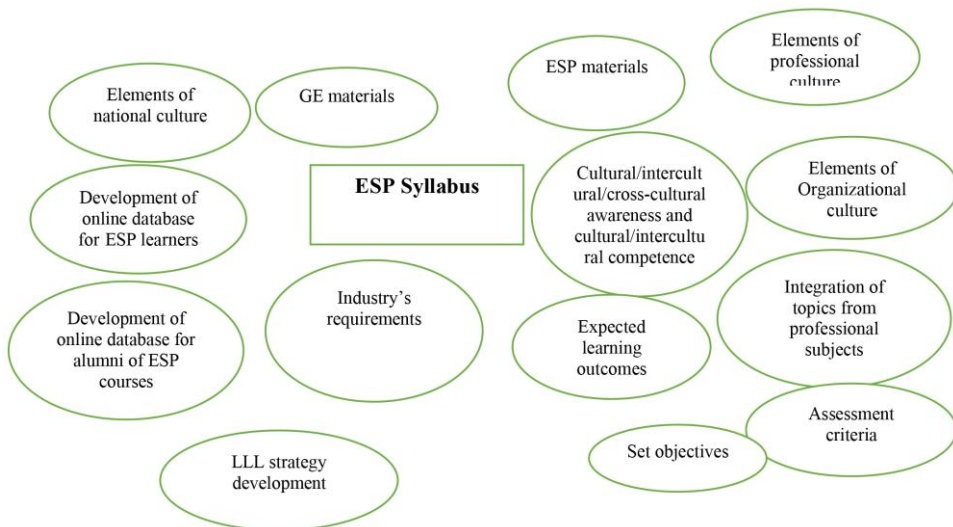 Elements of
national culture
GE materials
ESP materials
Elements of
professional
culture
Development of
online database
for ESP learners
ESP Syllabus
Cultural/intercult
ural/cross-cultural
awareness and
cultural/intercultu
ral competence
Elements of
Organizational
culture
Development of
online database for
alumni of ESP
courses
Industry's
requirements
Expected
learning
outcomes
Integration of
topics from
professional
subjects
LLL strategy
development
Set objectives
Assessment
criteria